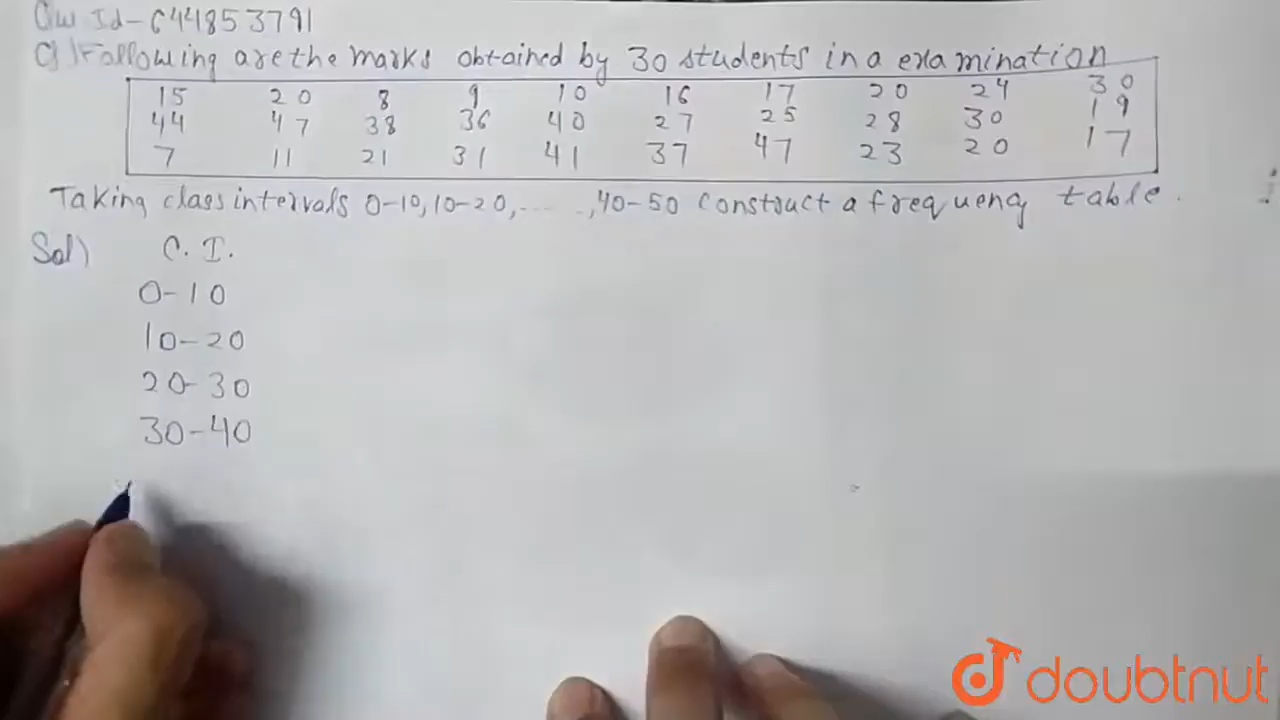 Qw Id-644853791
Q) Following are the marks obtained by 30 students in a examination
15 20 8 9 10 16 17 20 24 30
44 47 38 36 40 27 25 28 30 19
7 11 21 31 41 37 47 23 20 17
Taking class intervals 0-10, 10-20, ......, 40-50 Construct a frequency table.
Sol) C. I.
0-10
10-20
20-30
30-40
doubtnut